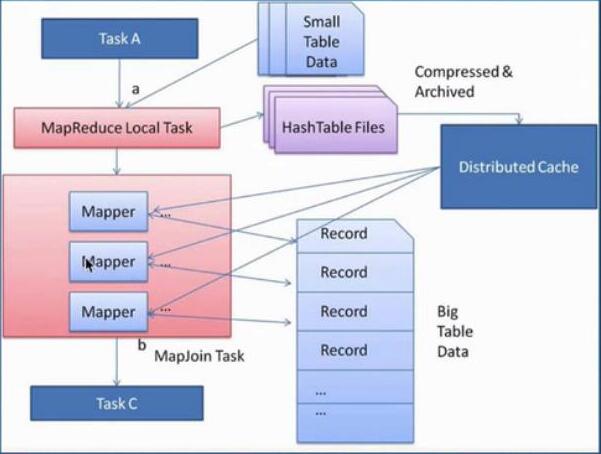 Task A
Small
Table
Data
a
Compressed &
Archived
MapReduce Local Task
HashTable Files
Distributed Cache
Mapper
...
Record
Mapper
...
Record
Mapper
...
Record
Big
Table
Data
Record
b
MapJoin Task
...
...
Task C